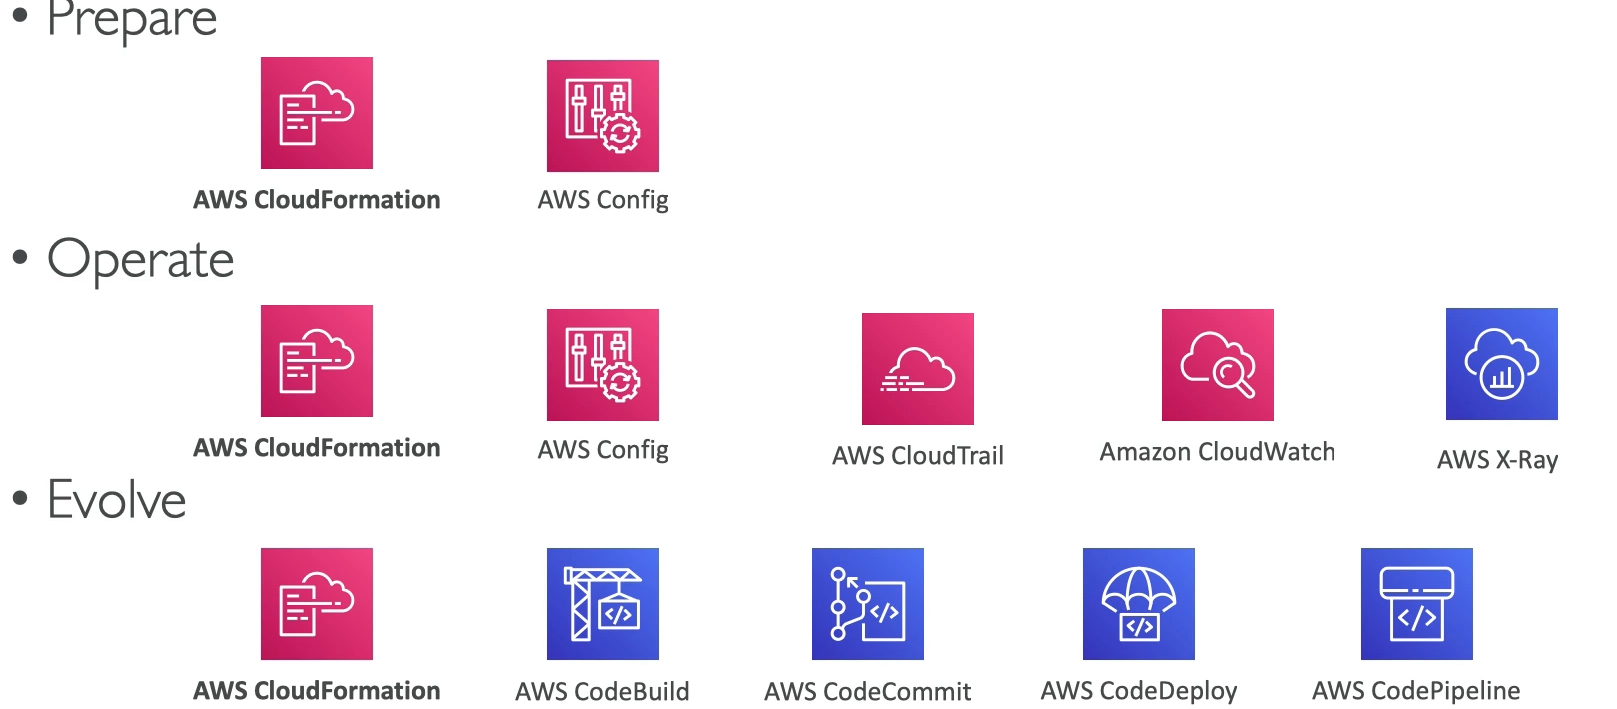 • Prepare
AWS CloudFormation AWS Config
• Operate
AWS CloudFormation AWS Config AWS CloudTrail Amazon CloudWatch AWS X-Ray
• Evolve
AWS CloudFormation AWS CodeBuild AWS CodeCommit AWS CodeDeploy AWS CodePipeline